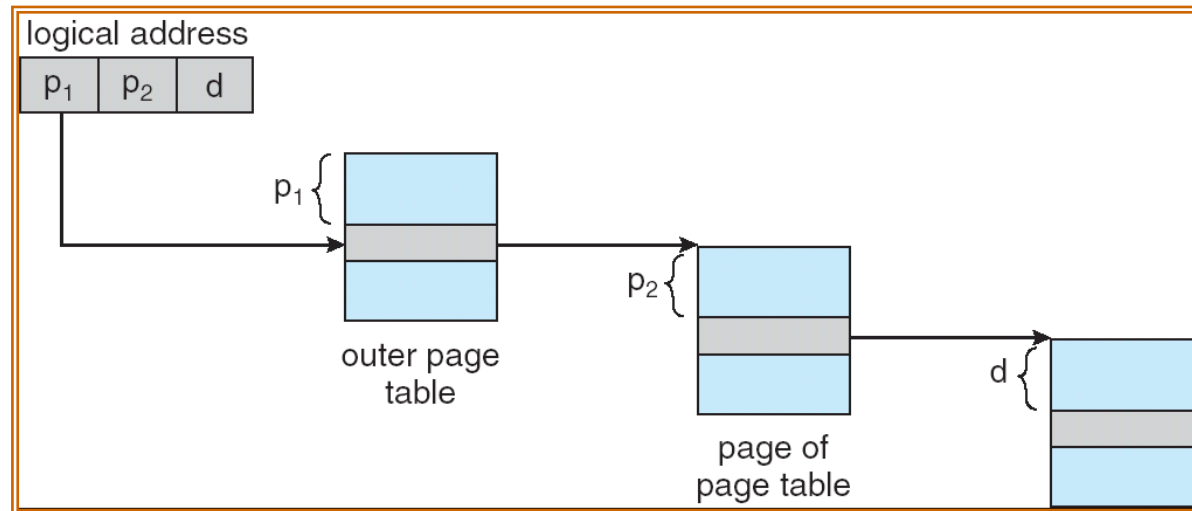 logical address
p₁ p₂ d
p₁
outer page
table
p₂
page of
page table
d